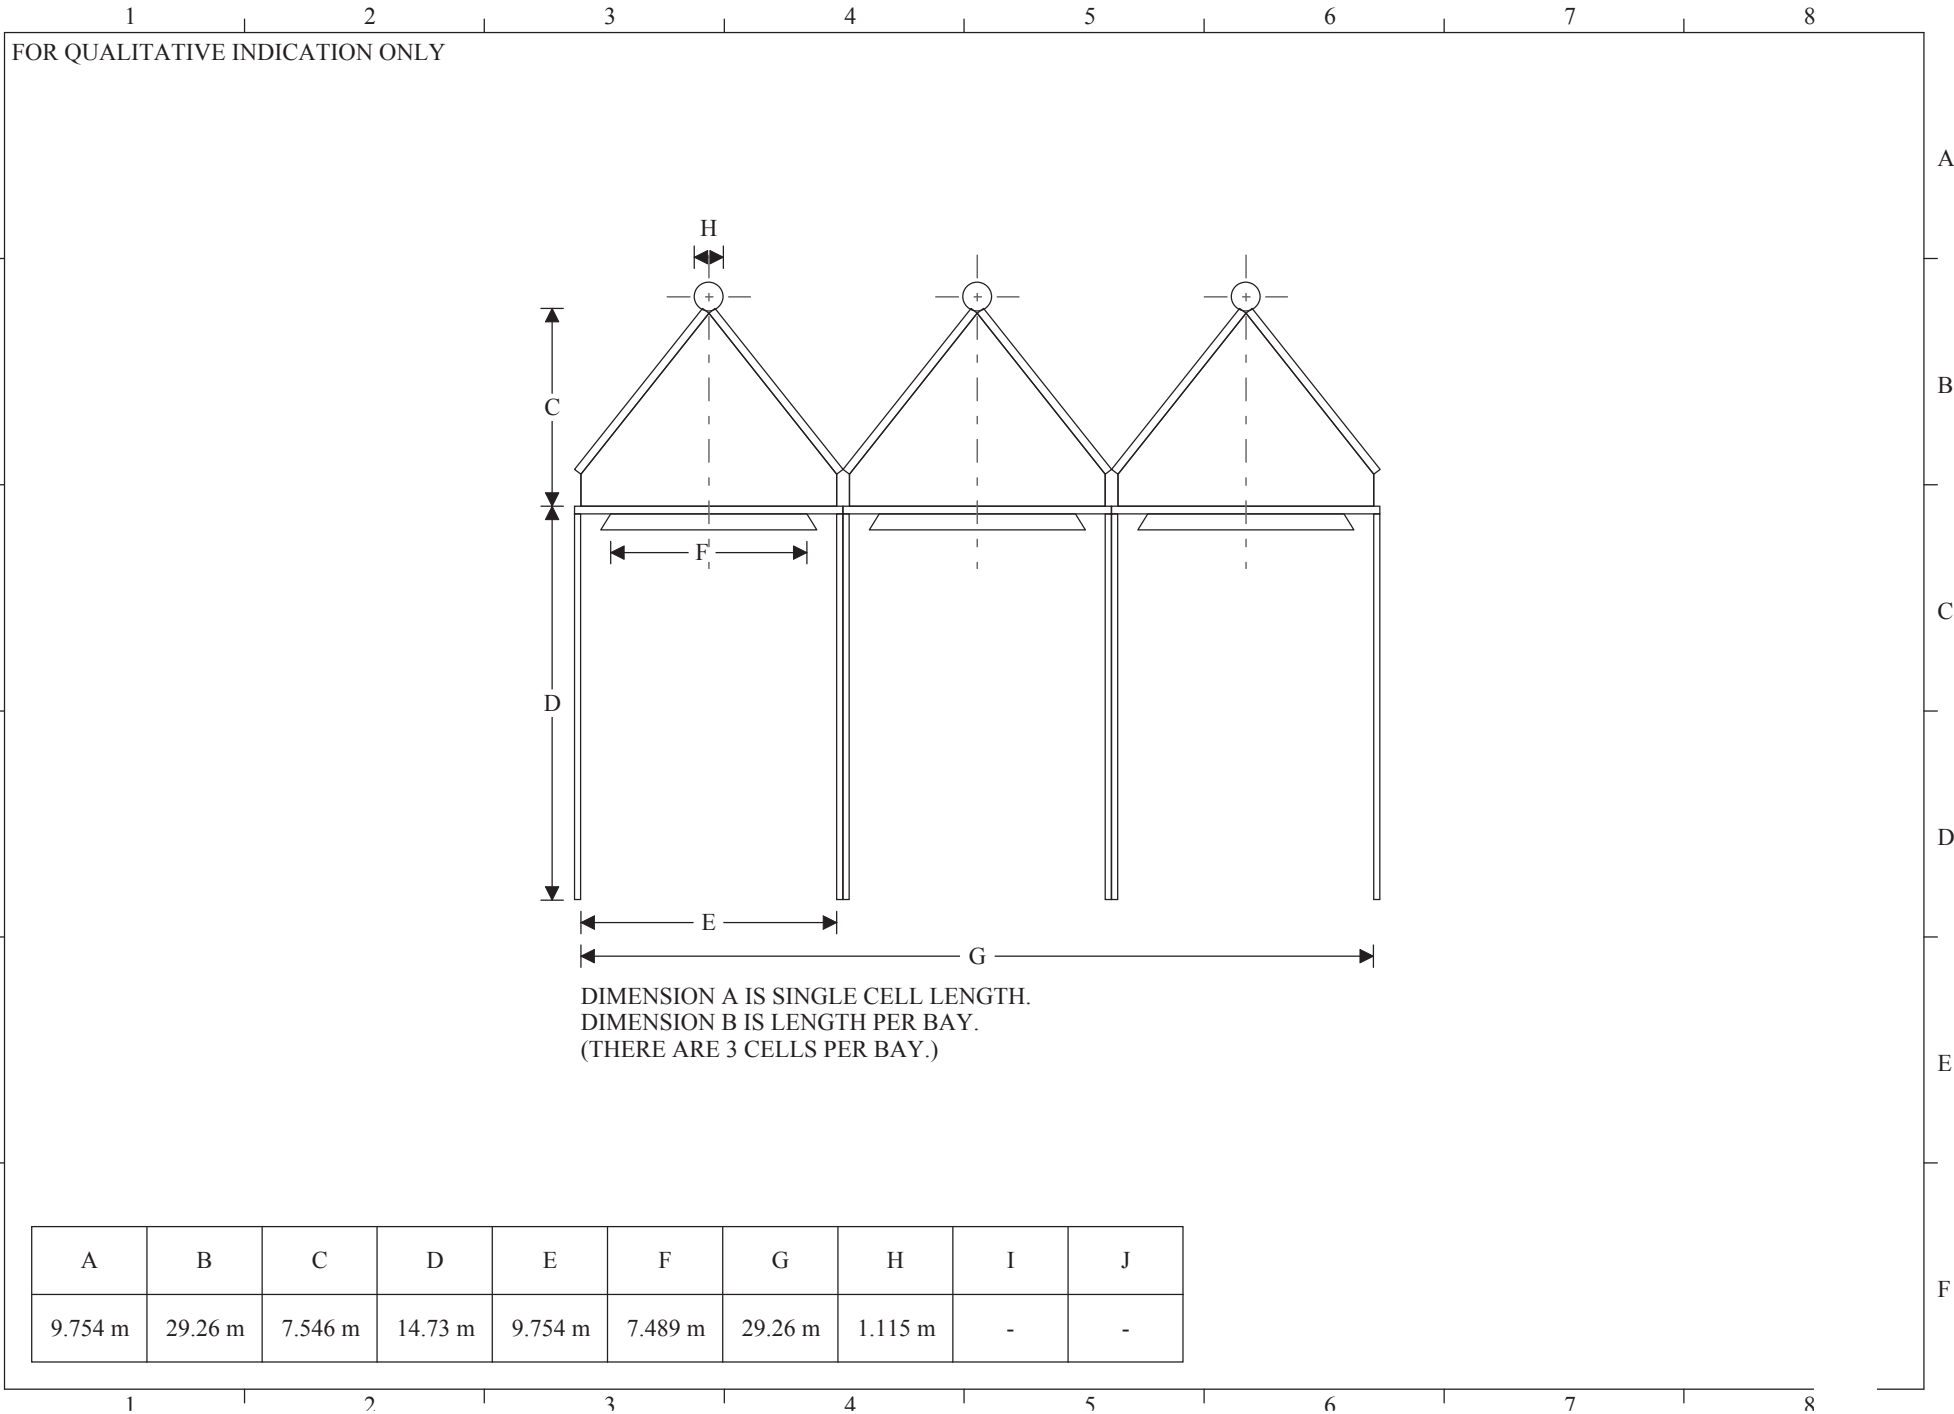 1 2 3 4 5 6 7 8
FOR QUALITATIVE INDICATION ONLY
A
H
B
C
F
C
D
D
E
G
DIMENSION A IS SINGLE CELL LENGTH.
DIMENSION B IS LENGTH PER BAY.
(THERE ARE 3 CELLS PER BAY.)
E
A B C D E F G H I J
F
9.754 m 29.26 m 7.546 m 14.73 m 9.754 m 7.489 m 29.26 m 1.115 m - -
1 2 3 4 5 6 7 8